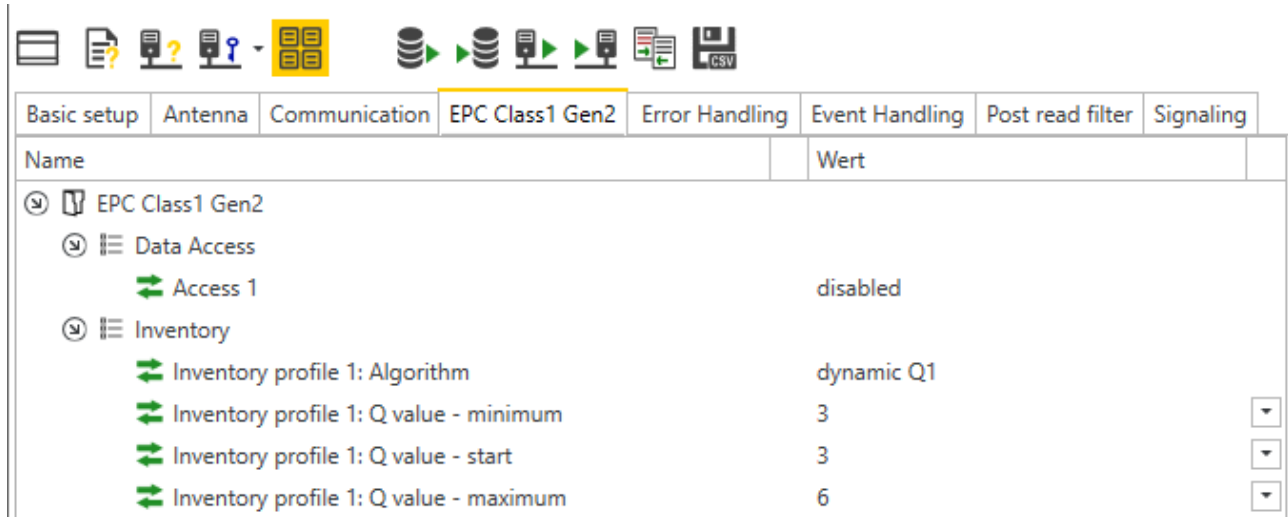 ? ? CSV
Basic setup Antenna Communication EPC Class1 Gen2 Error Handling Event Handling Post read filter Signaling
Name Wert
EPC Class1 Gen2
Data Access
Access 1 disabled
Inventory
Inventory profile 1: Algorithm dynamic Q1
Inventory profile 1: Q value - minimum 3
Inventory profile 1: Q value - start 3
Inventory profile 1: Q value - maximum 6